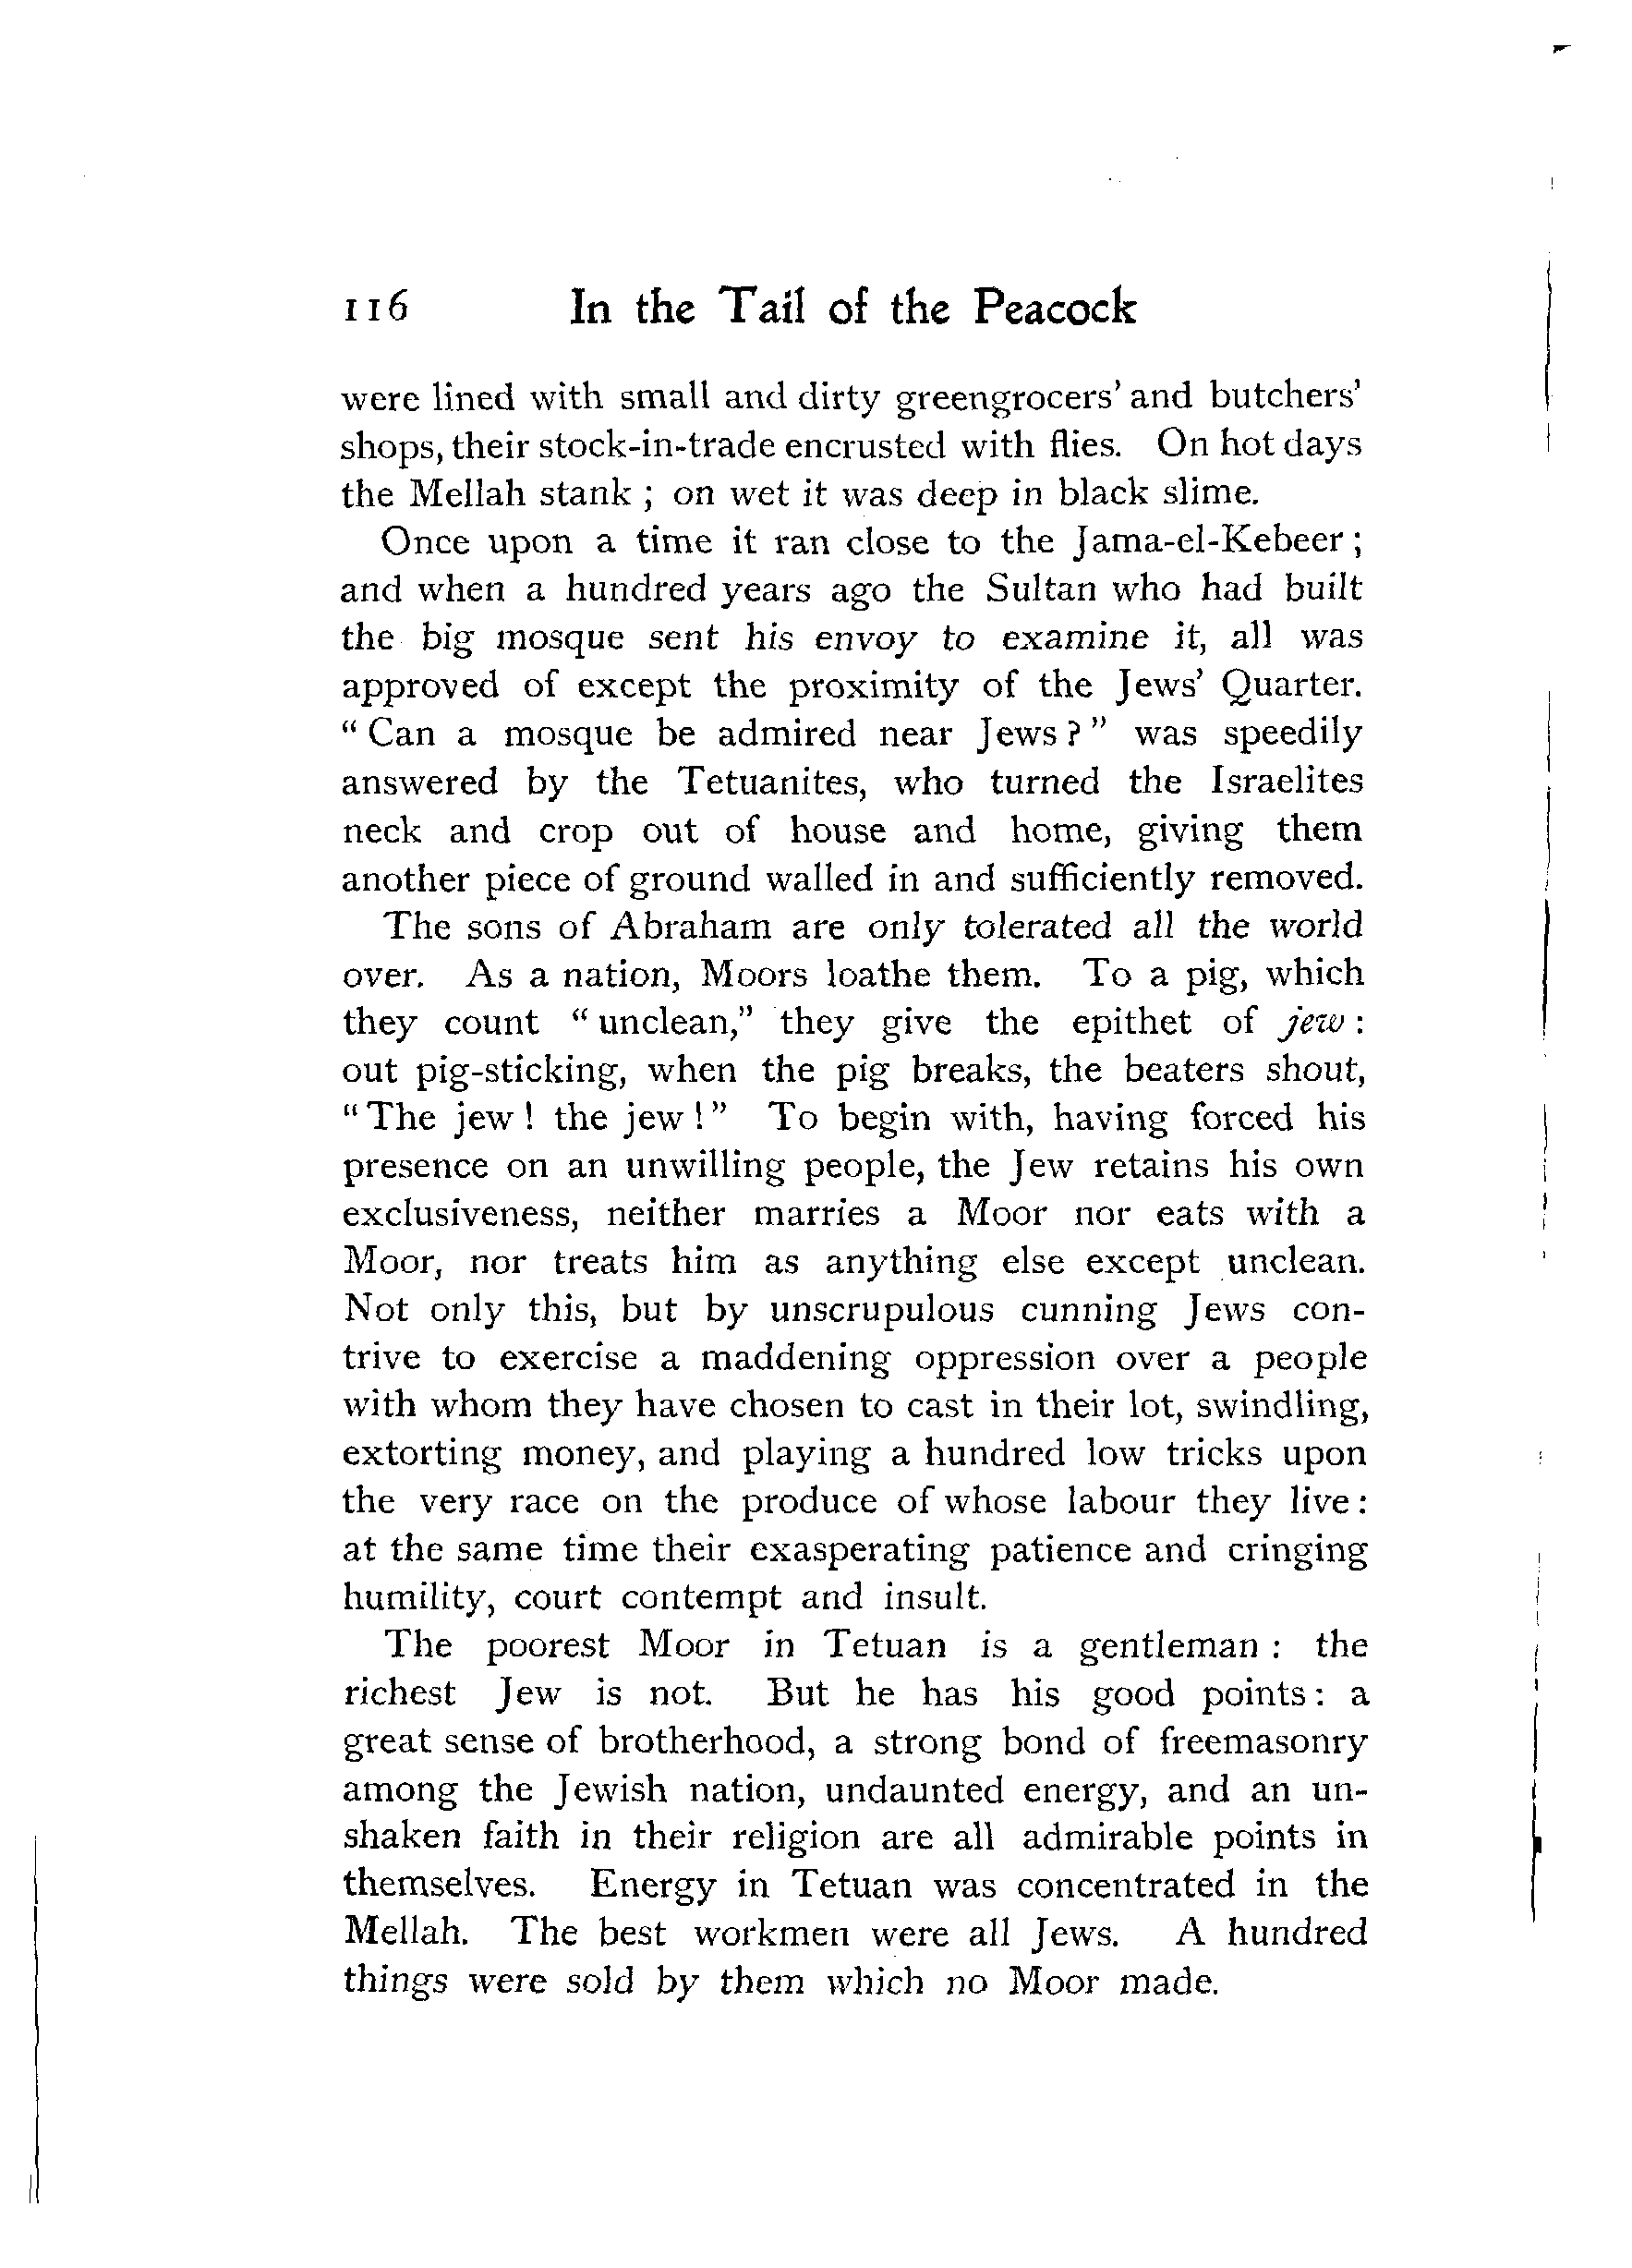 116 In the Tail of the Peacock
were lined with small and dirty greengrocers' and butchers'
shops, their stock-in-trade encrusted with flies. On hot days
the Mellah stank ; on wet it was deep in black slime.
Once upon a time it ran close to the Jama-el-Kebeer ;
and when a hundred years ago the Sultan who had built
the big mosque sent his envoy to examine it, all was
approved of except the proximity of the Jews' Quarter.
“ Can a mosque be admired near Jews ? ” was speedily
answered by the Tetuanites, who turned the Israelites
neck and crop out of house and home, giving them
another piece of ground walled in and sufficiently removed.
The sons of Abraham are only tolerated all the world
over. As a nation, Moors loathe them. To a pig, which
they count “ unclean,” they give the epithet of jew :
out pig-sticking, when the pig breaks, the beaters shout,
“ The jew ! the jew ! ” To begin with, having forced his
presence on an unwilling people, the Jew retains his own
exclusiveness, neither marries a Moor nor eats with a
Moor, nor treats him as anything else except unclean.
Not only this, but by unscrupulous cunning Jews con-
trive to exercise a maddening oppression over a people
with whom they have chosen to cast in their lot, swindling,
extorting money, and playing a hundred low tricks upon
the very race on the produce of whose labour they live :
at the same time their exasperating patience and cringing
humility, court contempt and insult.
The poorest Moor in Tetuan is a gentleman : the
richest Jew is not. But he has his good points : a
great sense of brotherhood, a strong bond of freemasonry
among the Jewish nation, undaunted energy, and an un-
shaken faith in their religion are all admirable points in
themselves. Energy in Tetuan was concentrated in the
Mellah. The best workmen were all Jews. A hundred
things were sold by them which no Moor made.